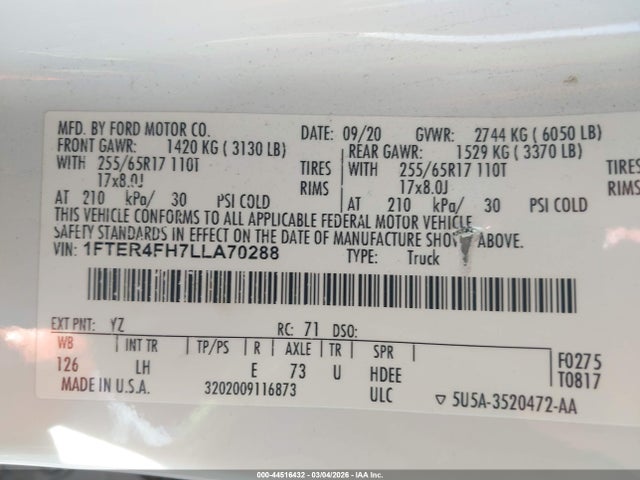 MFD. BY FORD MOTOR CO. DATE: 09/20 GVWR: 2744 KG ( 6050 LB)
FRONT GAWR: 1420 KG ( 3130 LB) REAR GAWR: 1529 KG ( 3370 LB)
WITH 255/65R17 110T TIRES WITH 255/65R17 110T TIRES
17x8.0J RIMS 17x8.0J RIMS
AT 210 kPa/ 30 PSI COLD AT 210 kPa/ 30 PSI COLD
THIS VEHICLE CONFORMS TO ALL APPLICABLE FEDERAL MOTOR VEHICLE
SAFETY STANDARDS IN EFFECT ON THE DATE OF MANUFACTURE SHOWN ABOVE.
VIN: 1FTER4FH7LLA70288 TYPE: Truck
EXT PNT: YZ RC: 71 DSO:
WB INT TR TP/PS R AXLE TR SPR F0275
126 LH E 73 U HDEE T0817
MADE IN U.S.A. 3202009116873 ULC ▽ 5U5A-3520472-AA
000-44516432 - 03/04/2026 - IAA Inc.